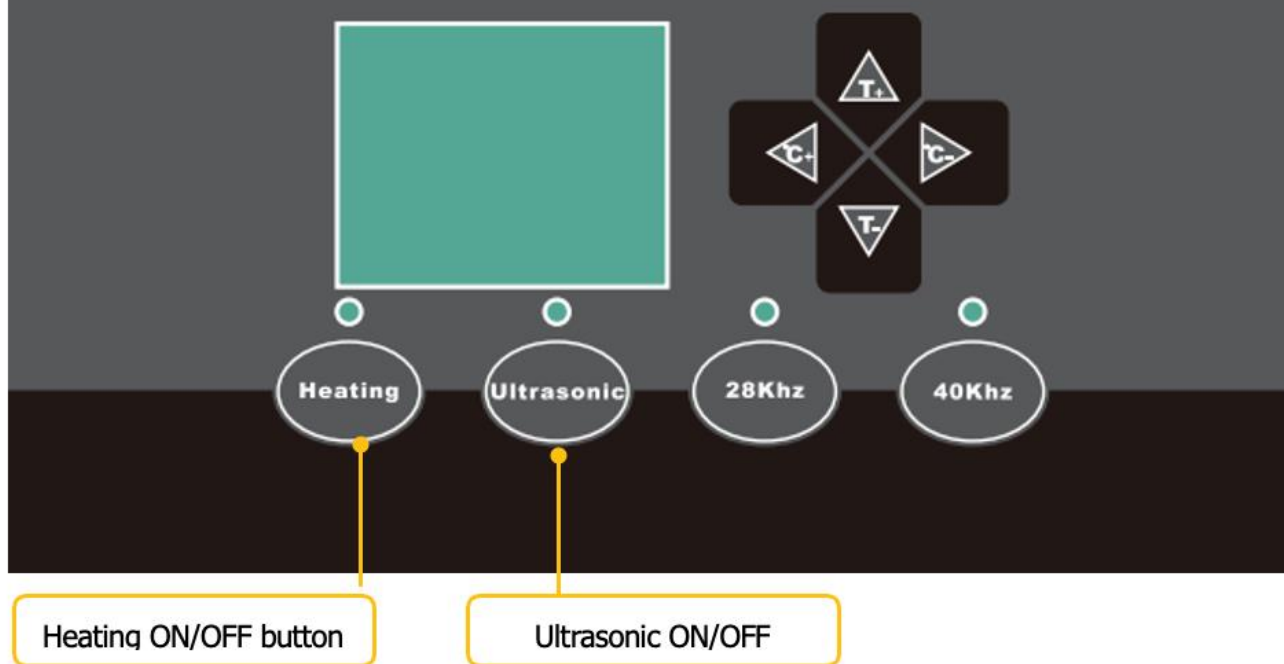 T+
℃+
℃-
T-
Heating
Ultrasonic
28Khz
40Khz
Heating ON/OFF button
Ultrasonic ON/OFF